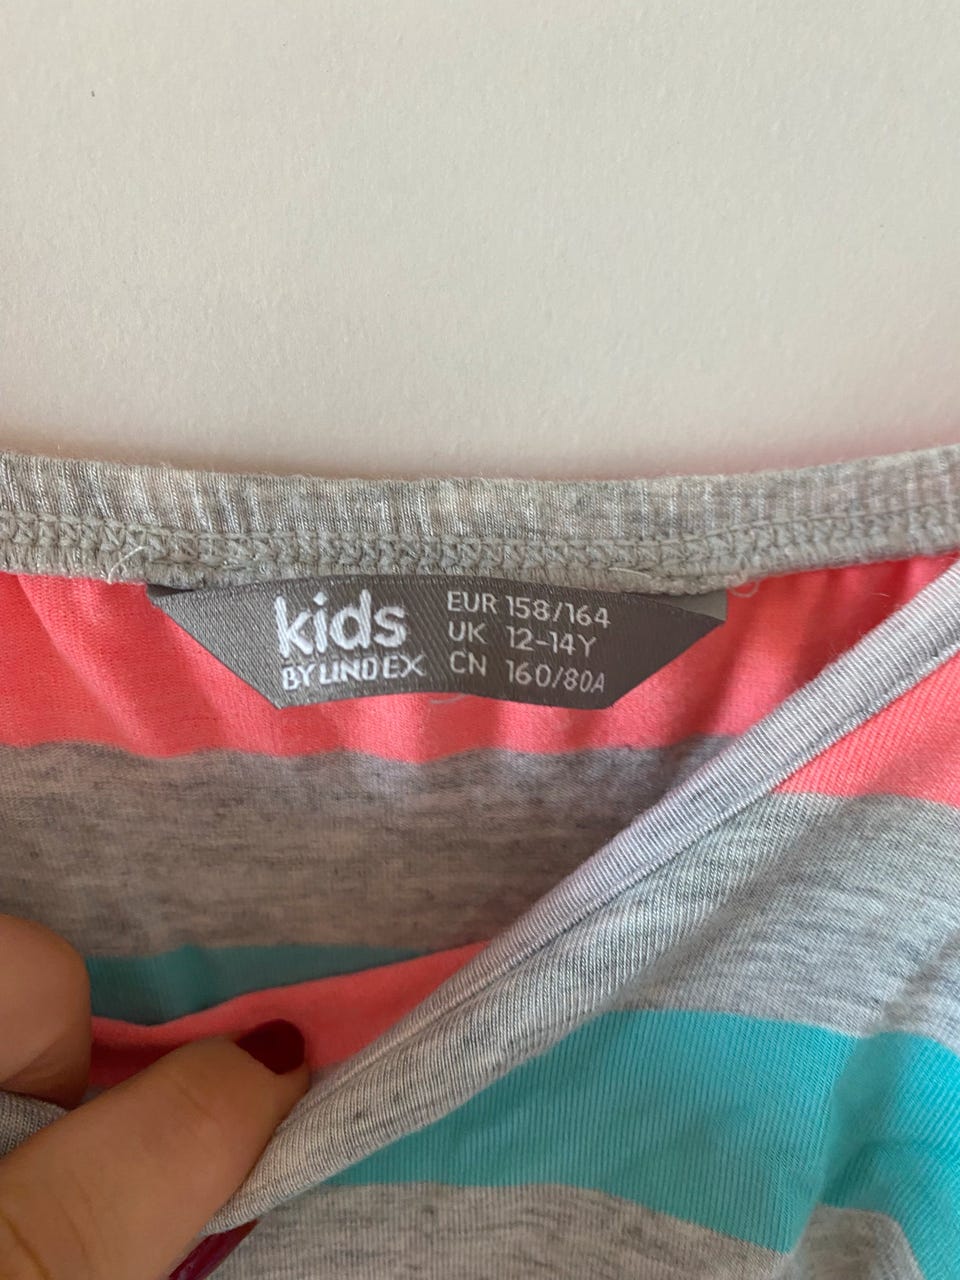 kids
BY LINDEX
EUR 158/164
UK 12-14Y
CN 160/80A